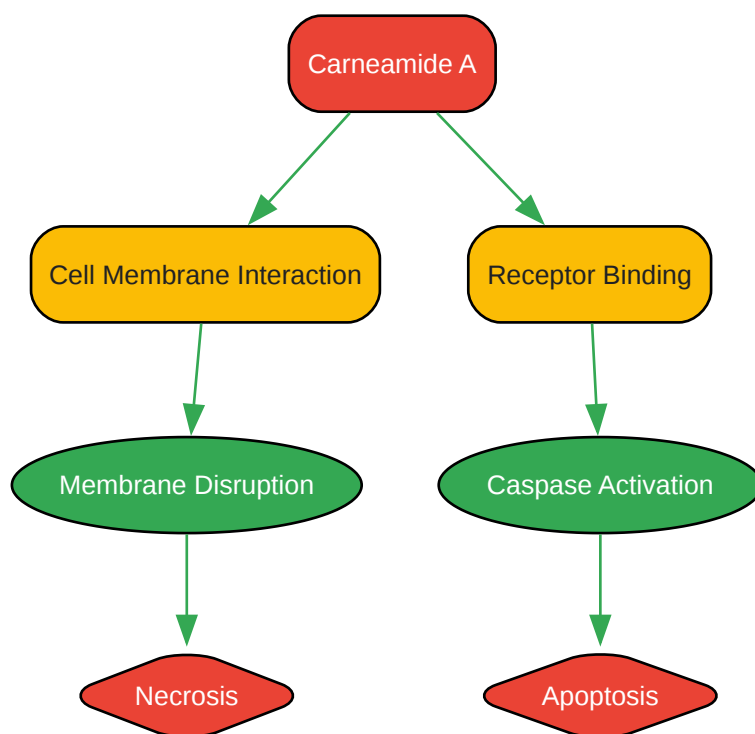 Carneamide A
Cell Membrane Interaction
Receptor Binding
Membrane Disruption
Caspase Activation
Necrosis
Apoptosis